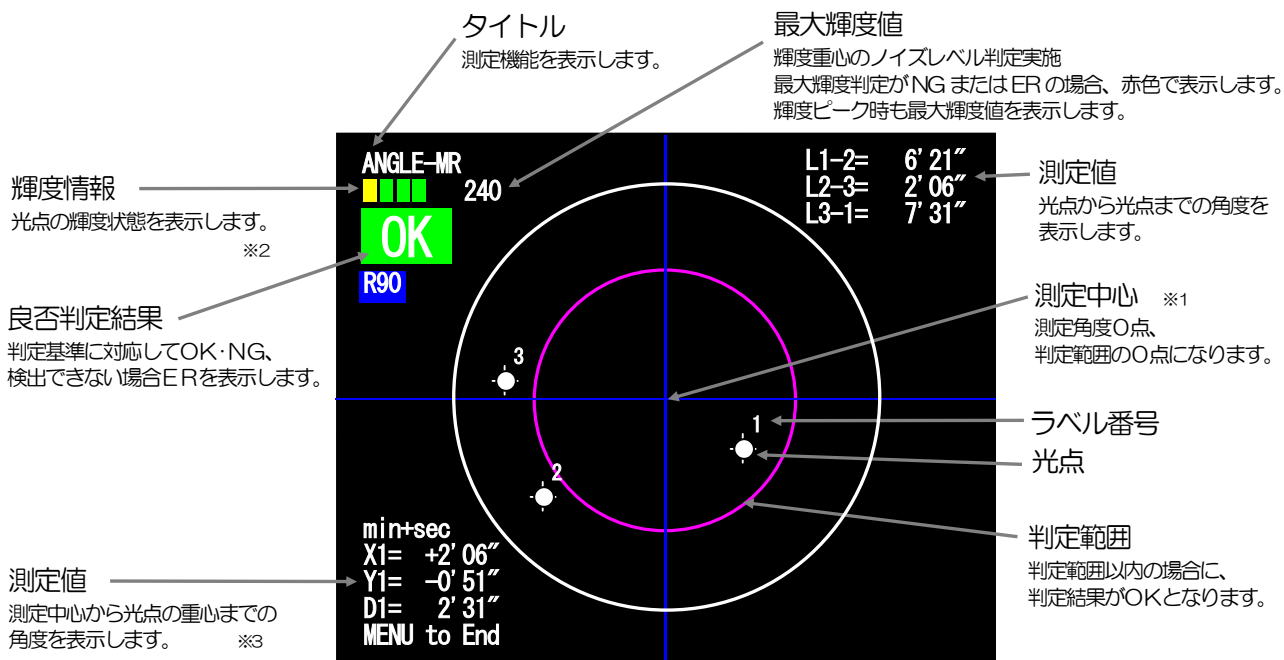 タイトル
測定機能を表示します。
最大輝度値
輝度重心のノイズレベル判定実施
最大輝度判定がNG または ER の場合、赤色で表示します。
輝度ピーク時も最大輝度値を表示します。
輝度情報
光点の輝度状態を表示します。
※2
良否判定結果
判定基準に対応してOK・NG、
検出できない場合ERを表示します。
測定値
測定中心から光点の重心までの
角度を表示します。 ※3
ANGLE-MR
240
OK
R90
L1-2= 6' 21"
L2-3= 2' 06"
L3-1= 7' 31"
3
1
2
min+sec
X1= +2' 06"
Y1= -0' 51"
D1= 2' 31"
MENU to End
測定値
光点から光点までの角度を
表示します。
測定中心 ※1
測定角度0点、
判定範囲の0点になります。
ラベル番号
光点
判定範囲
判定範囲以内の場合に、
判定結果がOKとなります。